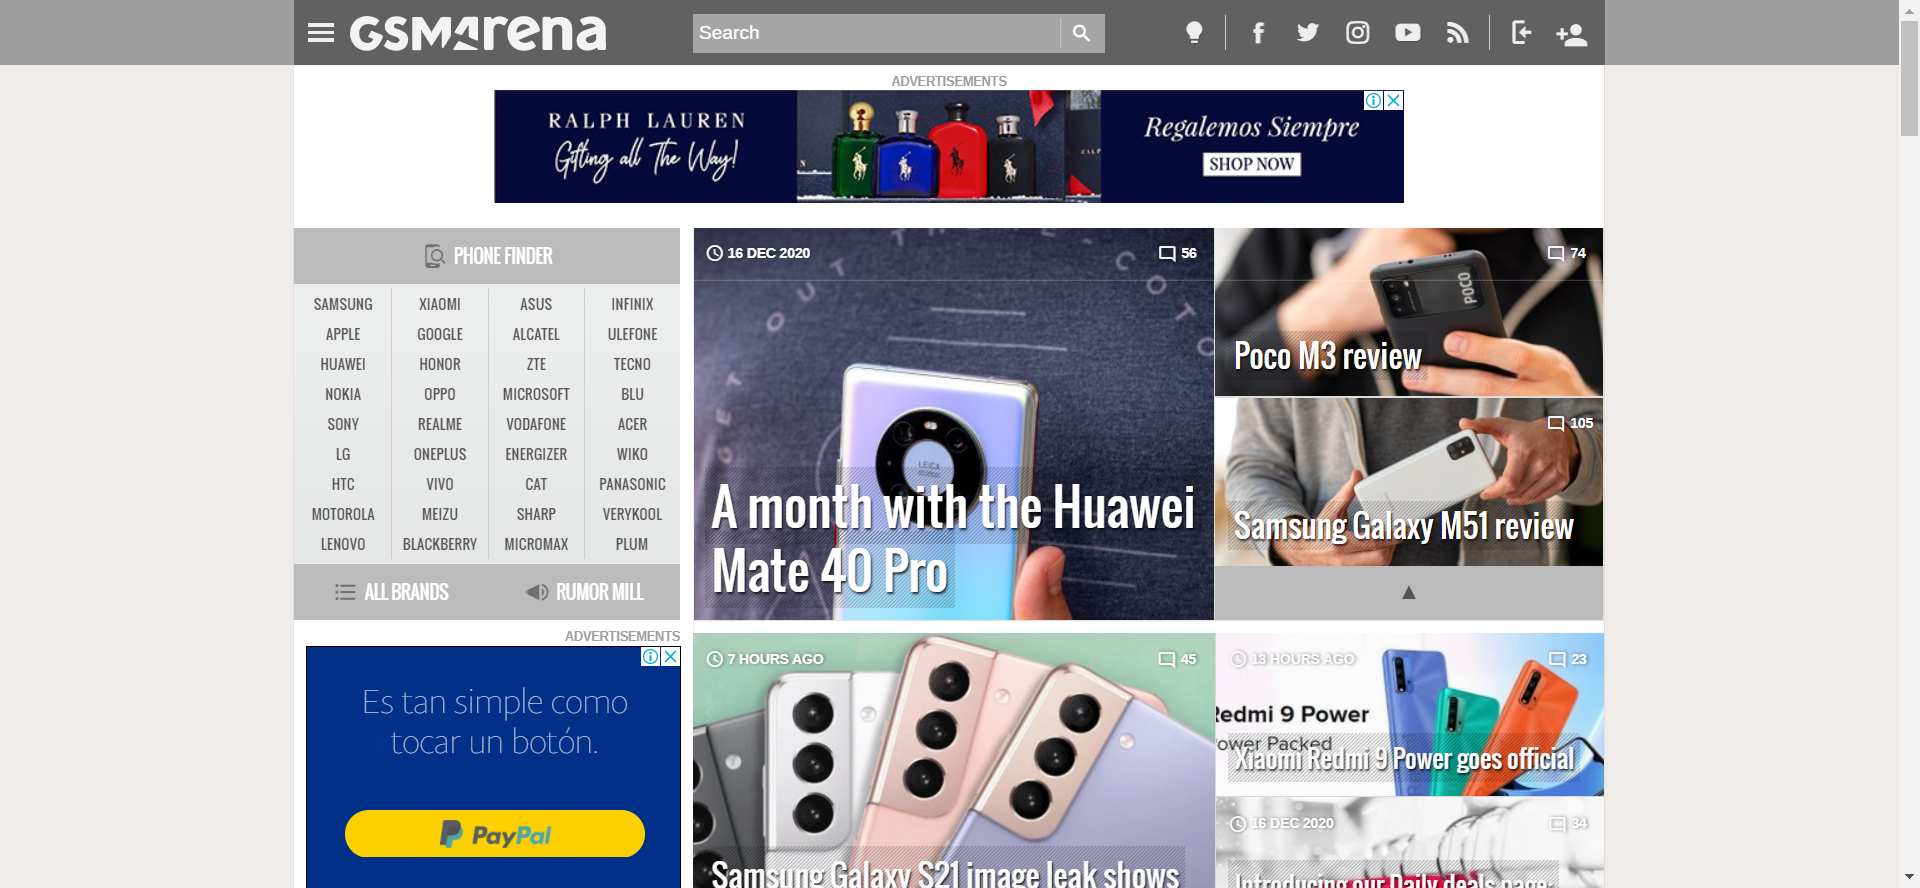 GSMArena
Search
ADVERTISEMENTS
RALPH LAUREN
Gifting all The Way!
Regalemos Siempre
SHOP NOW
PHONE FINDER
SAMSUNG XIAOMI ASUS INFINIX
APPLE GOOGLE ALCATEL ULEFONE
HUAWEI HONOR ZTE TECNO
NOKIA OPPO MICROSOFT BLU
SONY REALME VODAFONE ACER
LG ONEPLUS ENERGIZER WIKO
HTC VIVO CAT PANASONIC
MOTOROLA MEIZU SHARP VERYKOOL
LENOVO BLACKBERRY MICROMAX PLUM
ALL BRANDS RUMOR MILL
16 DEC 2020 56
LEICA
A month with the Huawei
Mate 40 Pro
74
POCO
Poco M3 review
105
Samsung Galaxy M51 review
ADVERTISEMENTS
Es tan simple como
tocar un botón.
PayPal
7 HOURS AGO 45
Samsung Galaxy S21 image leak shows
13 HOURS AGO 23
Redmi 9 Power
ower Packed
Xiaomi Redmi 9 Power goes official
16 DEC 2020 34
Introducing our Daily deals page: